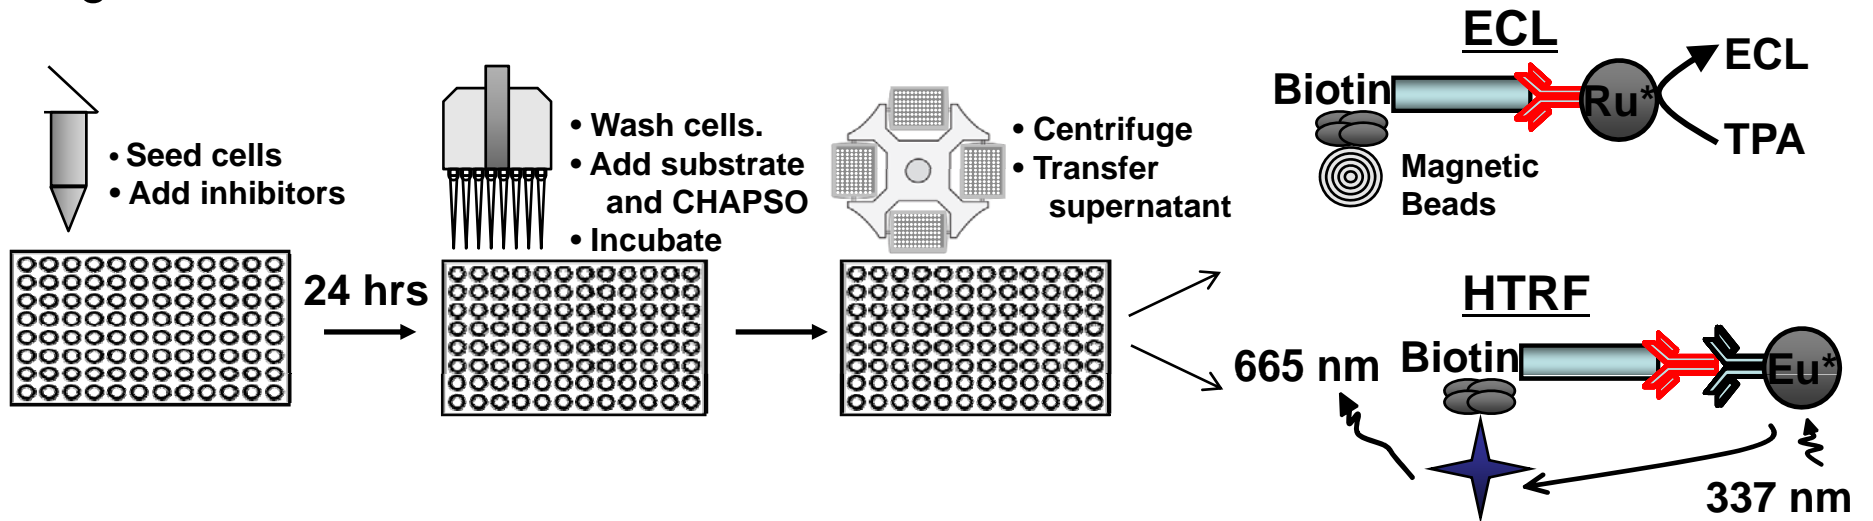 • Seed cells
• Add inhibitors
24 hrs
• Wash cells.
• Add substrate
and CHAPSO
• Incubate
• Centrifuge
• Transfer
supernatant
ECL
Biotin
Ru*
ECL
TPA
Magnetic
Beads
HTRF
665 nm
Biotin
Eu*
337 nm